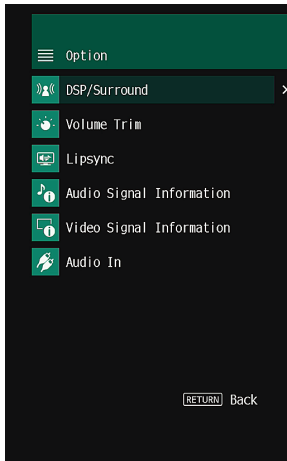 Option
DSP/Surround
Volume Trim
Lipsync
Audio Signal Information
Video Signal Information
Audio In
RETURN Back